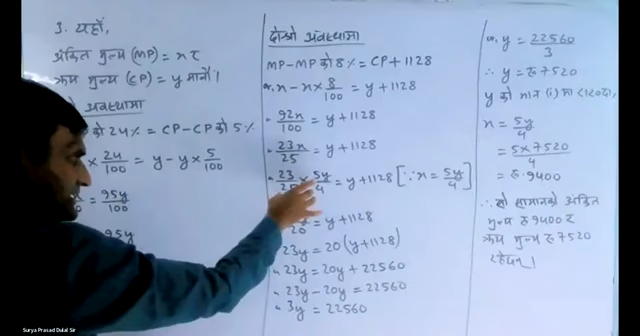 3. यहाँ,
अंकित मुल्य (MP) = x र
क्रय मुल्य (CP) = y मानौं।
अवस्थामा
को 24% = CP - CP को 5%
× 24/100 = y - y × 5/100
= 95y/100
95y
दोस्रो अवस्थामा
MP - MP को 8% = CP + 1128
x - x × 8/100 = y + 1128
92x/100 = y + 1128
23x/25 = y + 1128
23/25 × 5y/4 = y + 1128 [∵ x = 5y/4]
20 = y + 1128
23y = 20 (y + 1128)
23y = 20y + 22560
23y - 20y = 22560
3y = 22560
y = 22560/3
∴ y = रु 7520
y को मान (i) मा राख्दा,
x = 5y/4
= 5 × 7520/4
= रु. 9400
∴ सो सामानको अंकित
मुल्य रु 9400 र
क्रय मुल्य रु 7520
रहेछन्।
Surya Prasad Dulal Sir